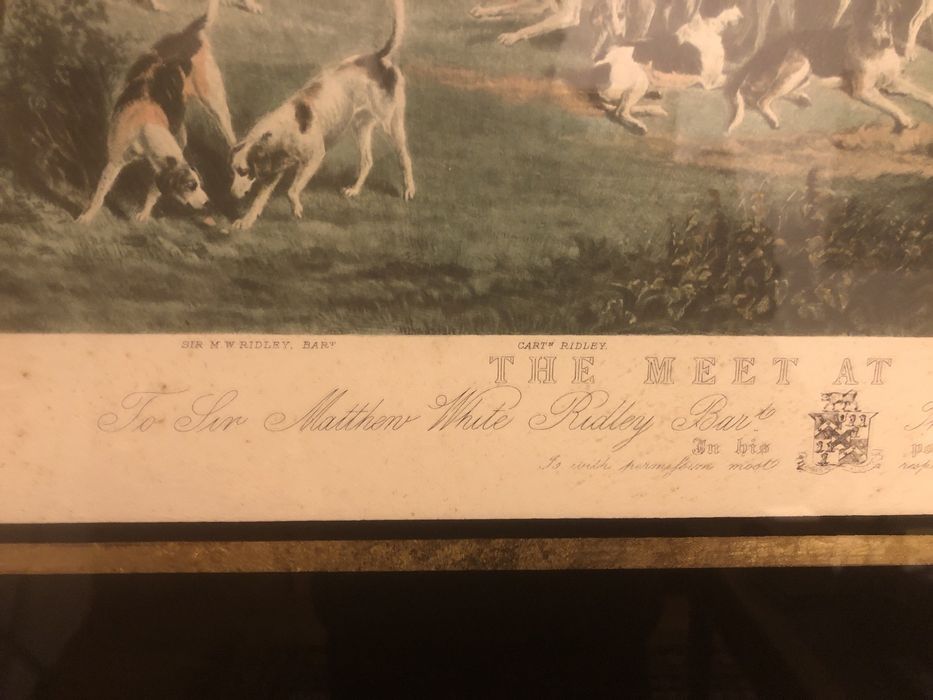 SIR M. W. RIDLEY, BART CARTN RIDLEY.
THE MEET AT
To Sir Matthew White Ridley Bart.
In his
Is with permission most